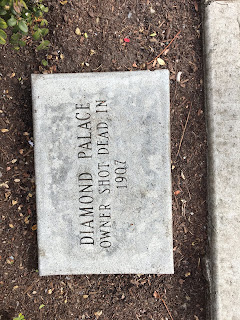 DIAMOND PALACE
OWNER SHOT DEAD IN
1907